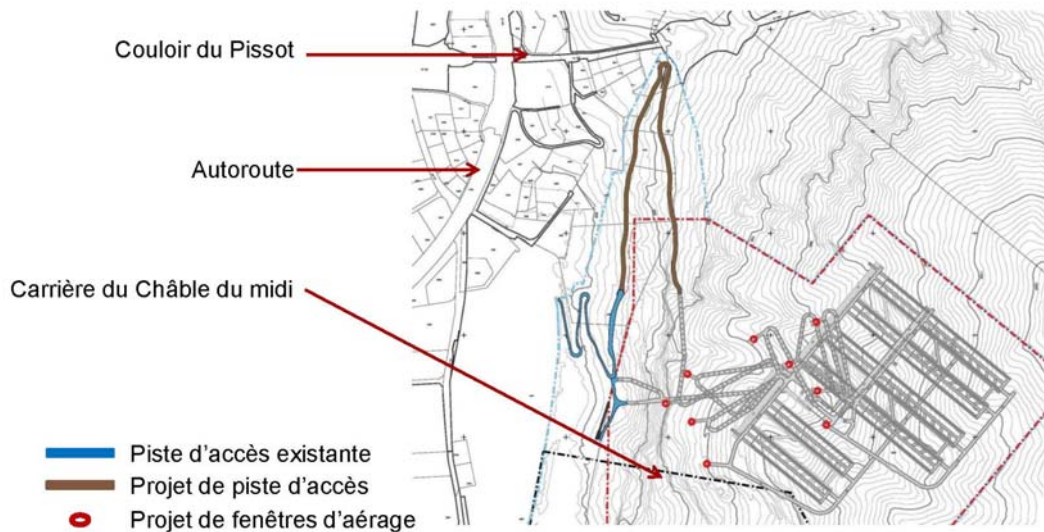 Couloir du Pissot
Autoroute
Carrière du Châble du midi
Piste d'accès existante
Projet de piste d'accès
Projet de fenêtres d'aérage